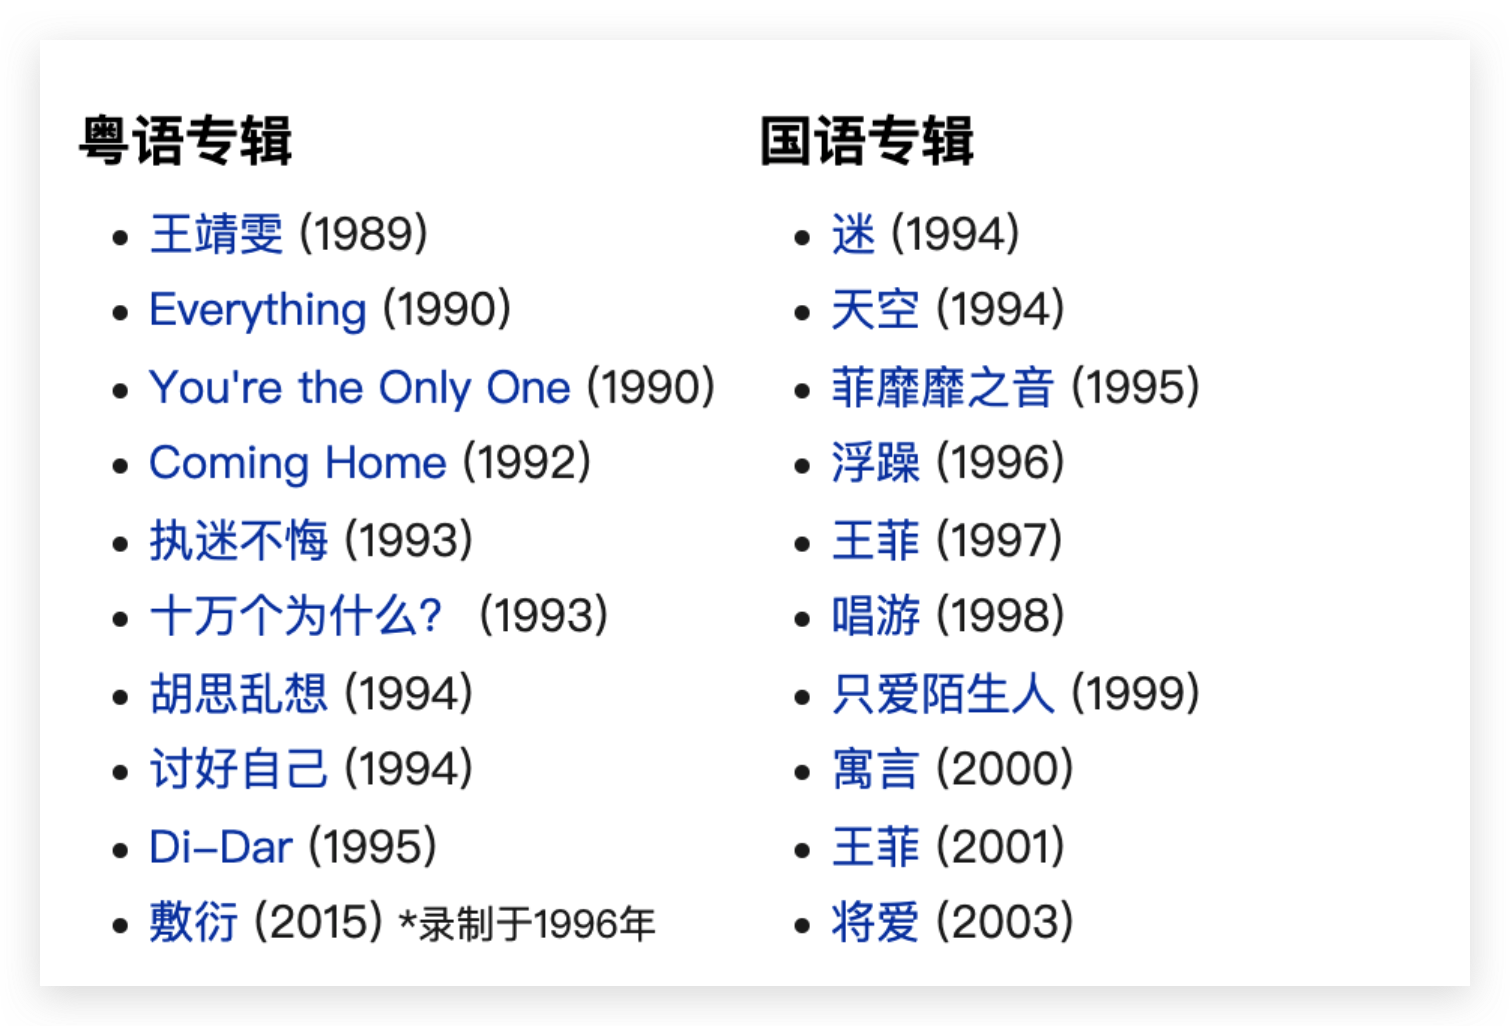 粤语专辑
王靖雯 (1989)
Everything (1990)
You're the Only One (1990)
Coming Home (1992)
执迷不悔 (1993)
十万个为什么？ (1993)
胡思乱想 (1994)
讨好自己 (1994)
Di-Dar (1995)
敷衍 (2015) *录制于1996年
国语专辑
迷 (1994)
天空 (1994)
菲靡靡之音 (1995)
浮躁 (1996)
王菲 (1997)
唱游 (1998)
只爱陌生人 (1999)
寓言 (2000)
王菲 (2001)
将爱 (2003)